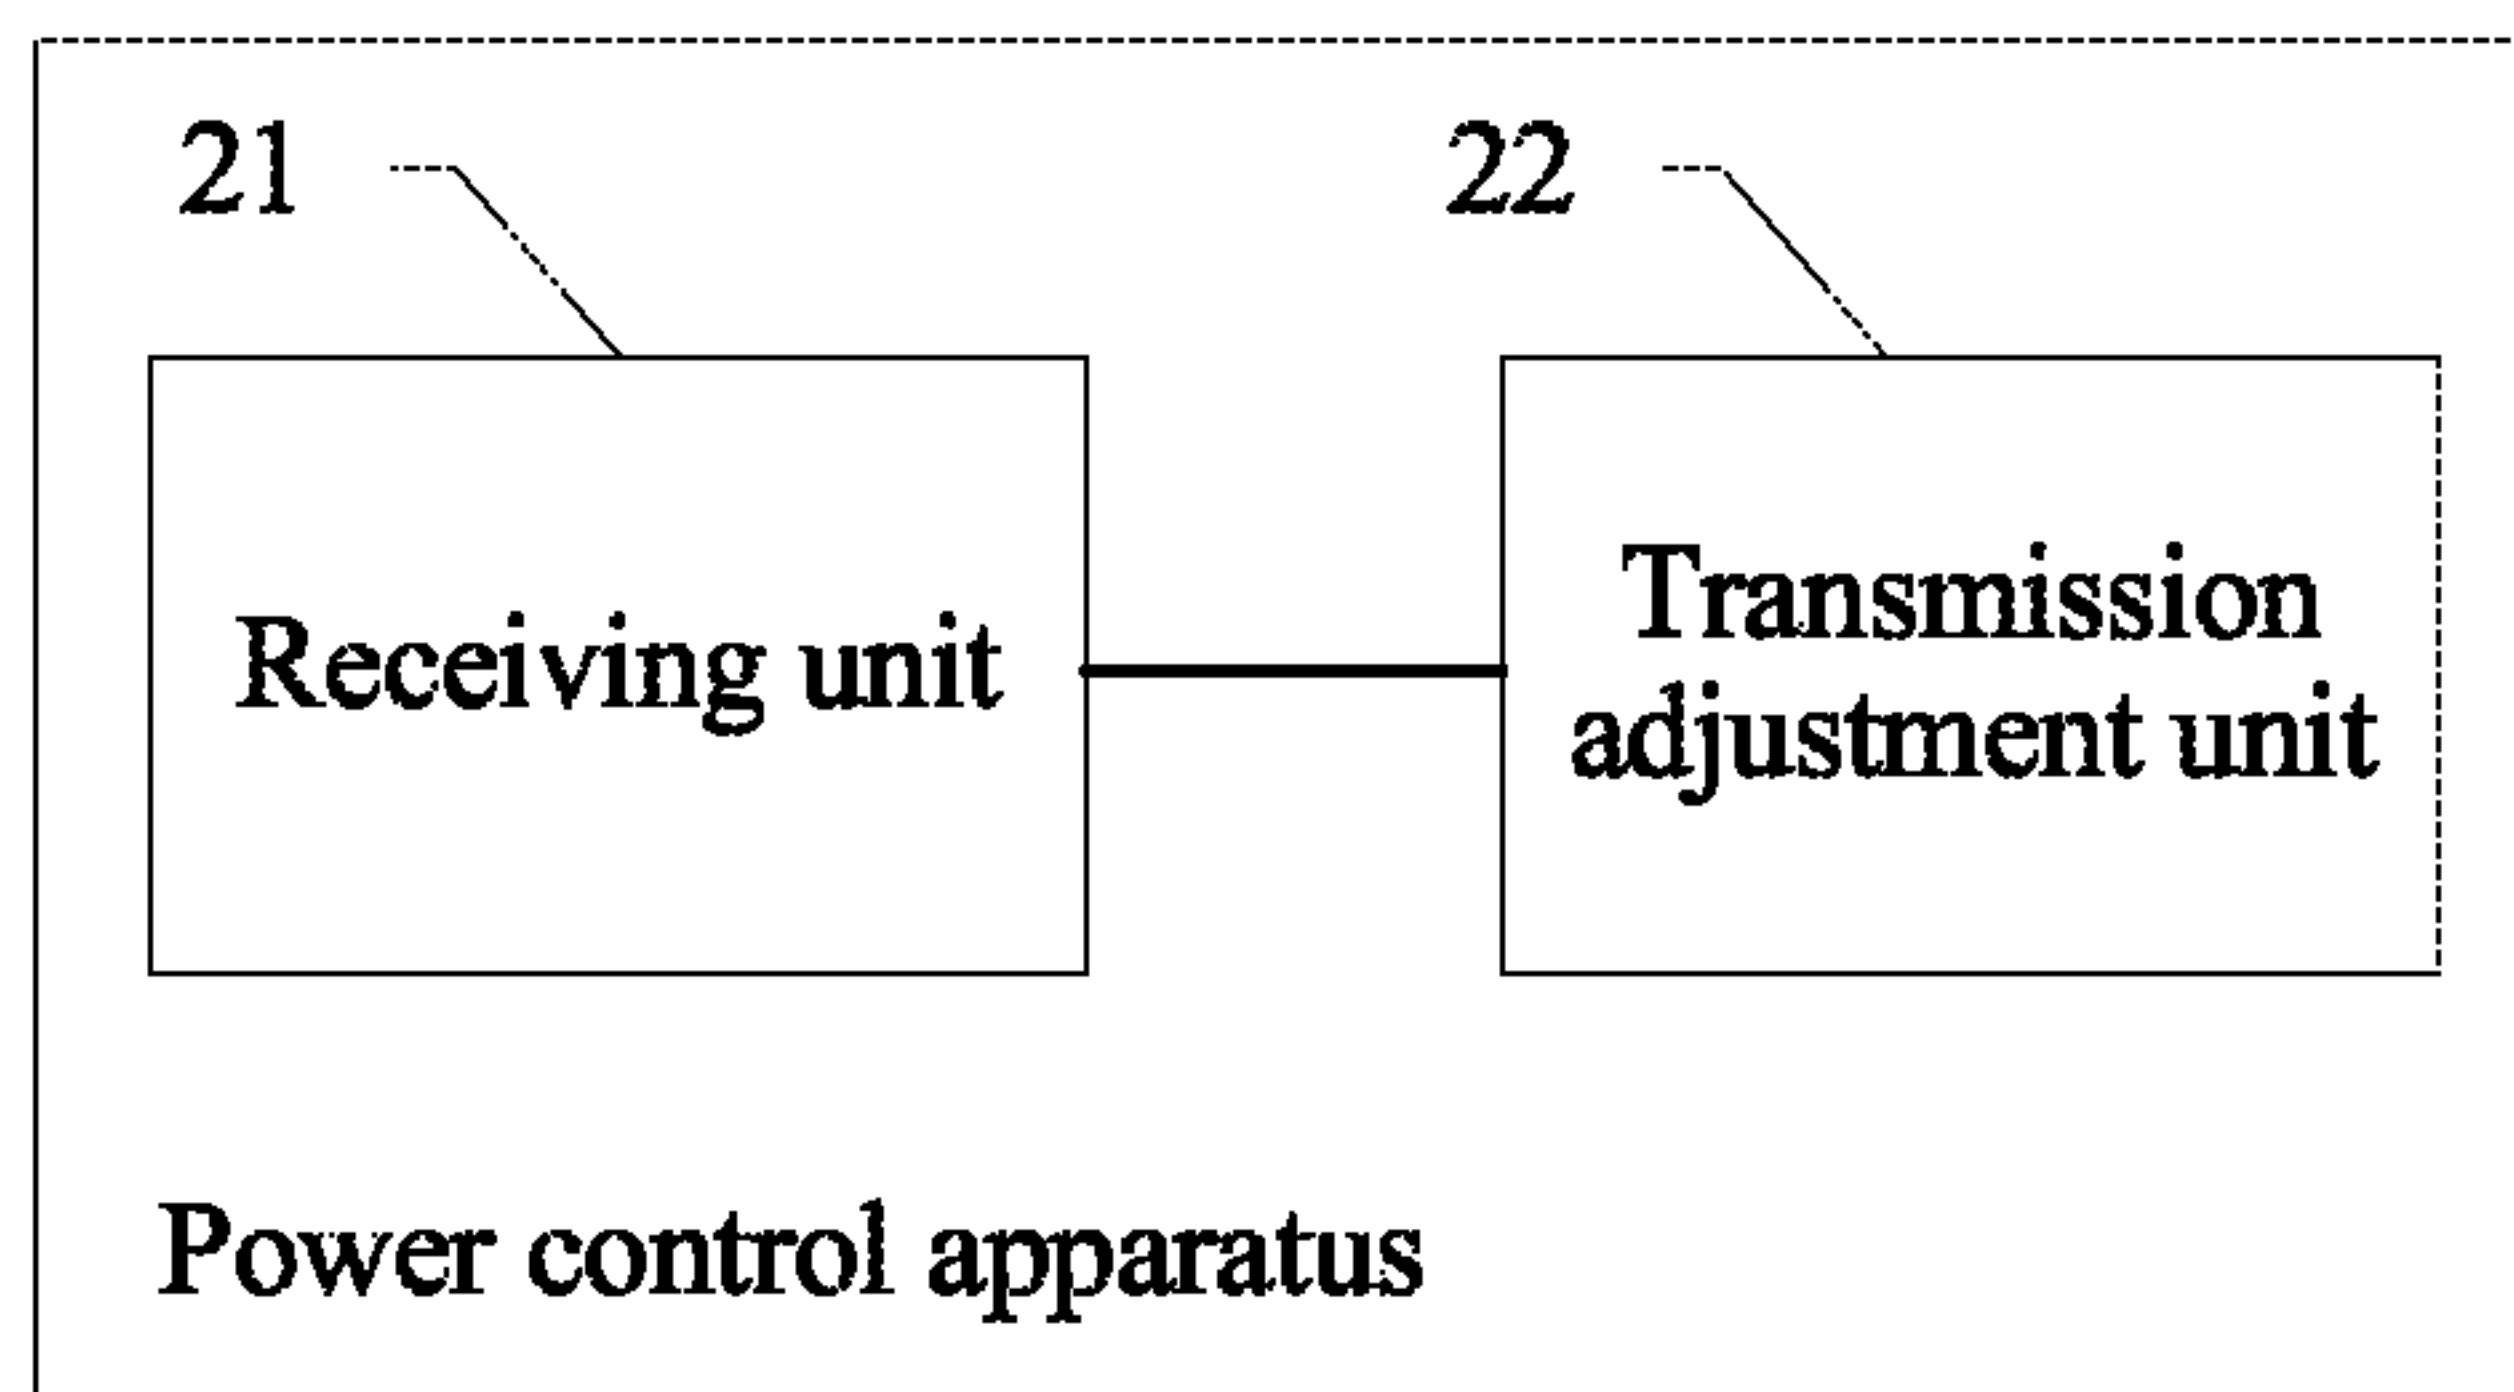 21
22
Receiving unit
Transmission
adjustment unit
Power control apparatus